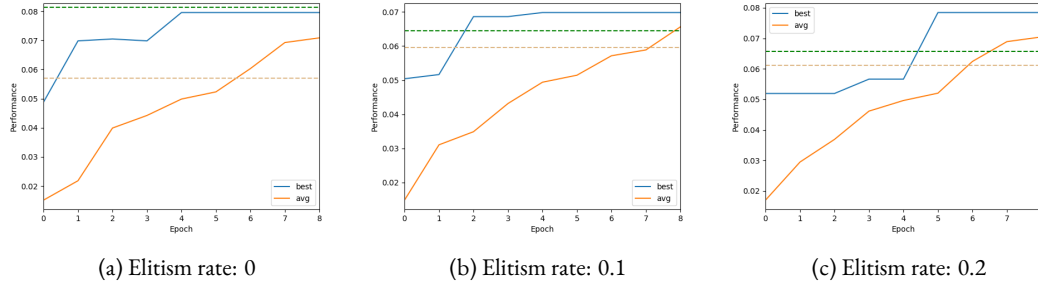 0.08
0.07
0.06
0.05
0.04
0.03
0.02
Performance
best
avg
0 1 2 3 4 5 6 7 8
Epoch
(a) Elitism rate: 0
0.07
0.06
0.05
0.04
0.03
0.02
Performance
best
avg
0 1 2 3 4 5 6 7 8
Epoch
(b) Elitism rate: 0.1
0.08
0.07
0.06
0.05
0.04
0.03
0.02
Performance
best
avg
0 1 2 3 4 5 6 7
Epoch
(c) Elitism rate: 0.2